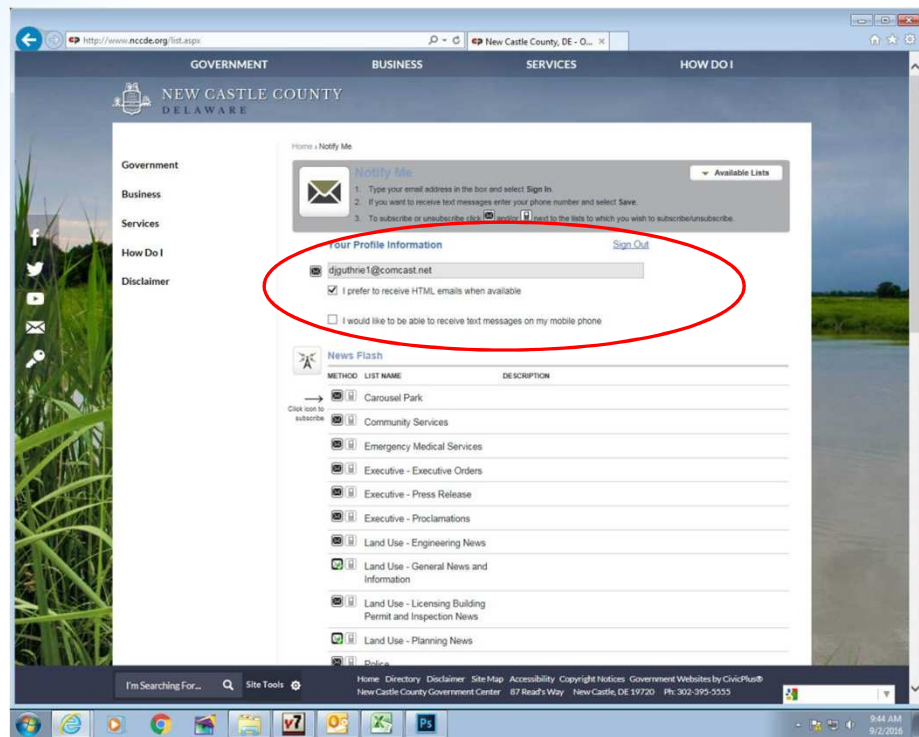 http://www.nccde.org/list.aspx
New Castle County, DE - O...
GOVERNMENT BUSINESS SERVICES HOW DO I
NEW CASTLE COUNTY
DELAWARE
Government
Business
Services
How Do I
Disclaimer
Home › Notify Me
Notify Me
Available Lists
1. Type your email address in the box and select Sign In.
2. If you want to receive text messages enter your phone number and select Save.
3. To subscribe or unsubscribe click and/or next to the lists to which you wish to subscribe/unsubscribe.
Your Profile Information Sign Out
djguthrie1@comcast.net
I prefer to receive HTML emails when available
I would like to be able to receive text messages on my mobile phone
News Flash
METHOD LIST NAME DESCRIPTION
Click icon to
subscribe
Carousel Park
Community Services
Emergency Medical Services
Executive - Executive Orders
Executive - Press Release
Executive - Proclamations
Land Use - Engineering News
Land Use - General News and
Information
Land Use - Licensing Building
Permit and Inspection News
Land Use - Planning News
Police
I'm Searching For... Site Tools
Home Directory Disclaimer Site Map Accessibility Copyright Notices Government Websites by CivicPlus®
New Castle County Government Center 87 Read's Way New Castle, DE 19720 Ph: 302-395-5555
v7
Ps
9:44 AM
9/2/2016